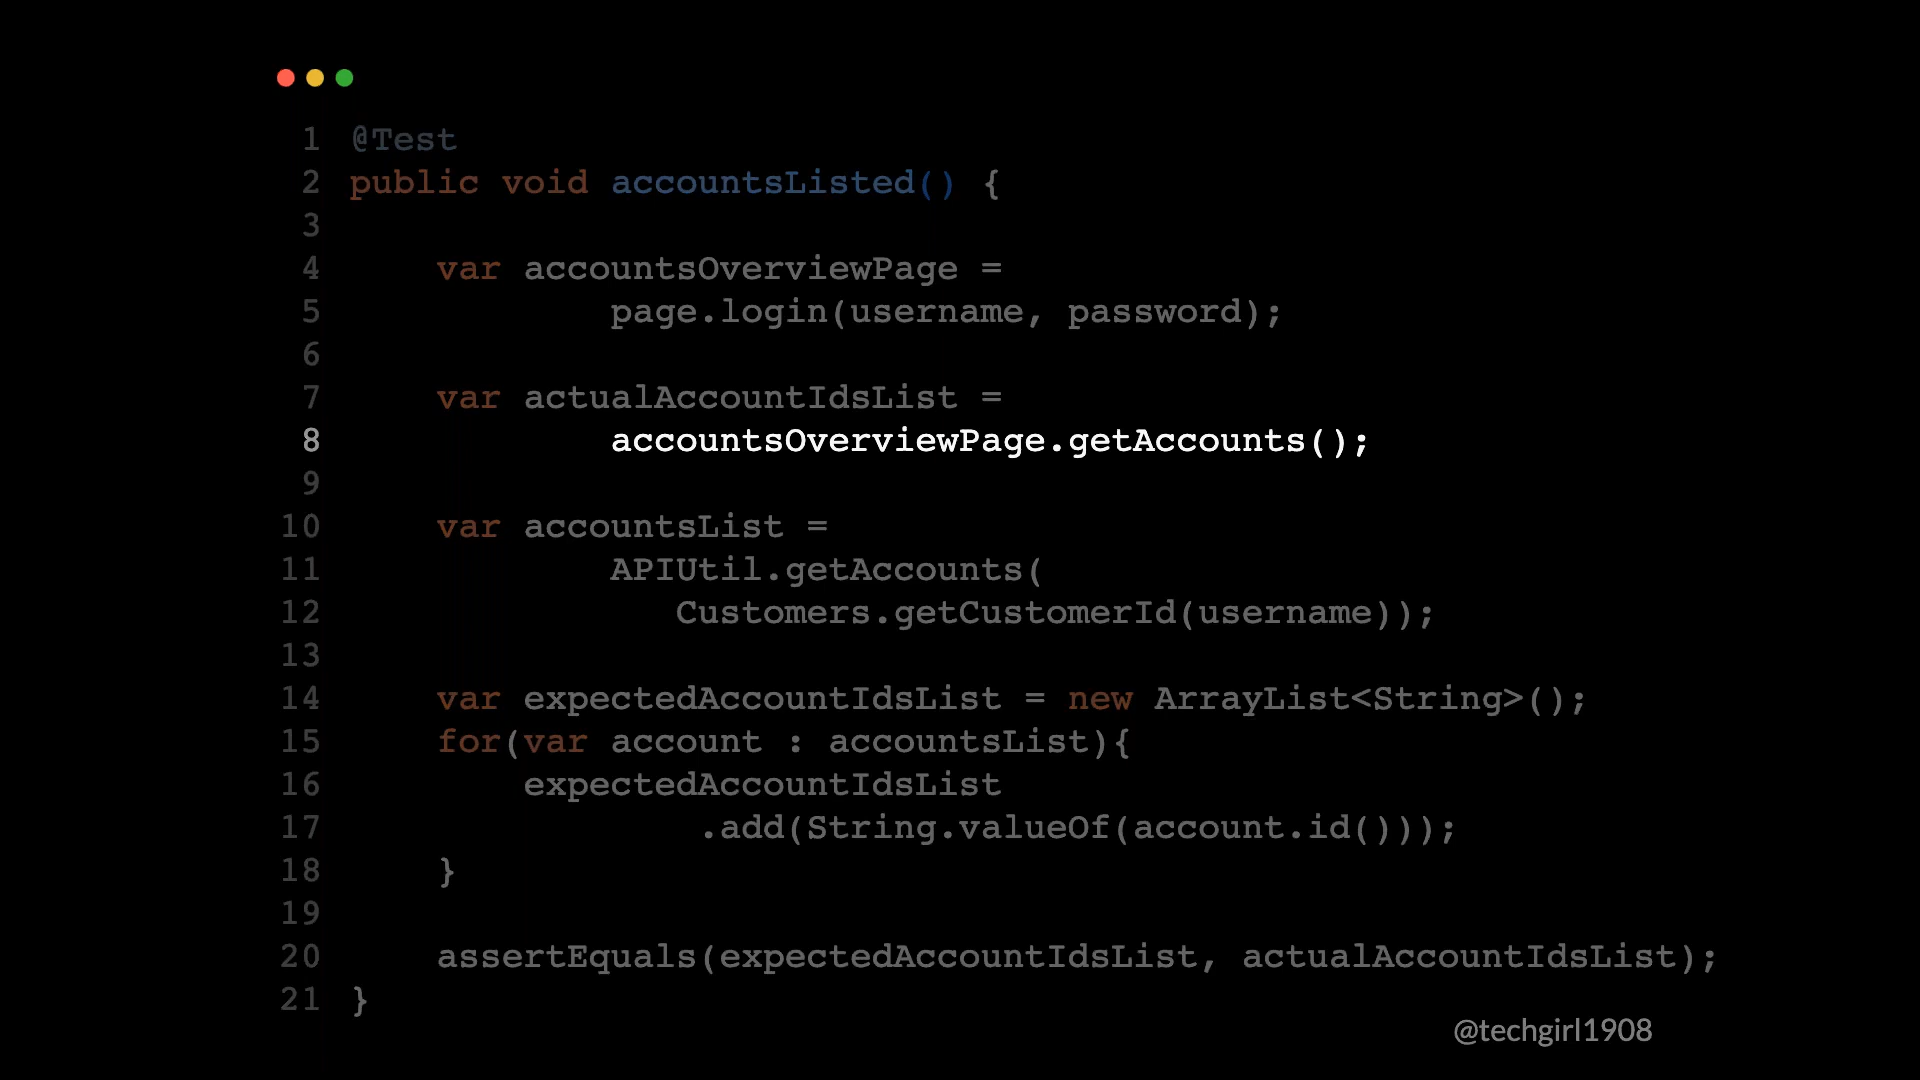 1 @Test
2 public void accountsListed() {
3
4 var accountsOverviewPage =
5 page.login(username, password);
6
7 var actualAccountIdsList =
8 accountsOverviewPage.getAccounts();
9
10 var accountsList =
11 APIUtil.getAccounts(
12 Customers.getCustomerId(username));
13
14 var expectedAccountIdsList = new ArrayList<String>();
15 for(var account : accountsList){
16 expectedAccountIdsList
17 .add(String.valueOf(account.id()));
18 }
19
20 assertEquals(expectedAccountIdsList, actualAccountIdsList);
21 }
@techgirl1908